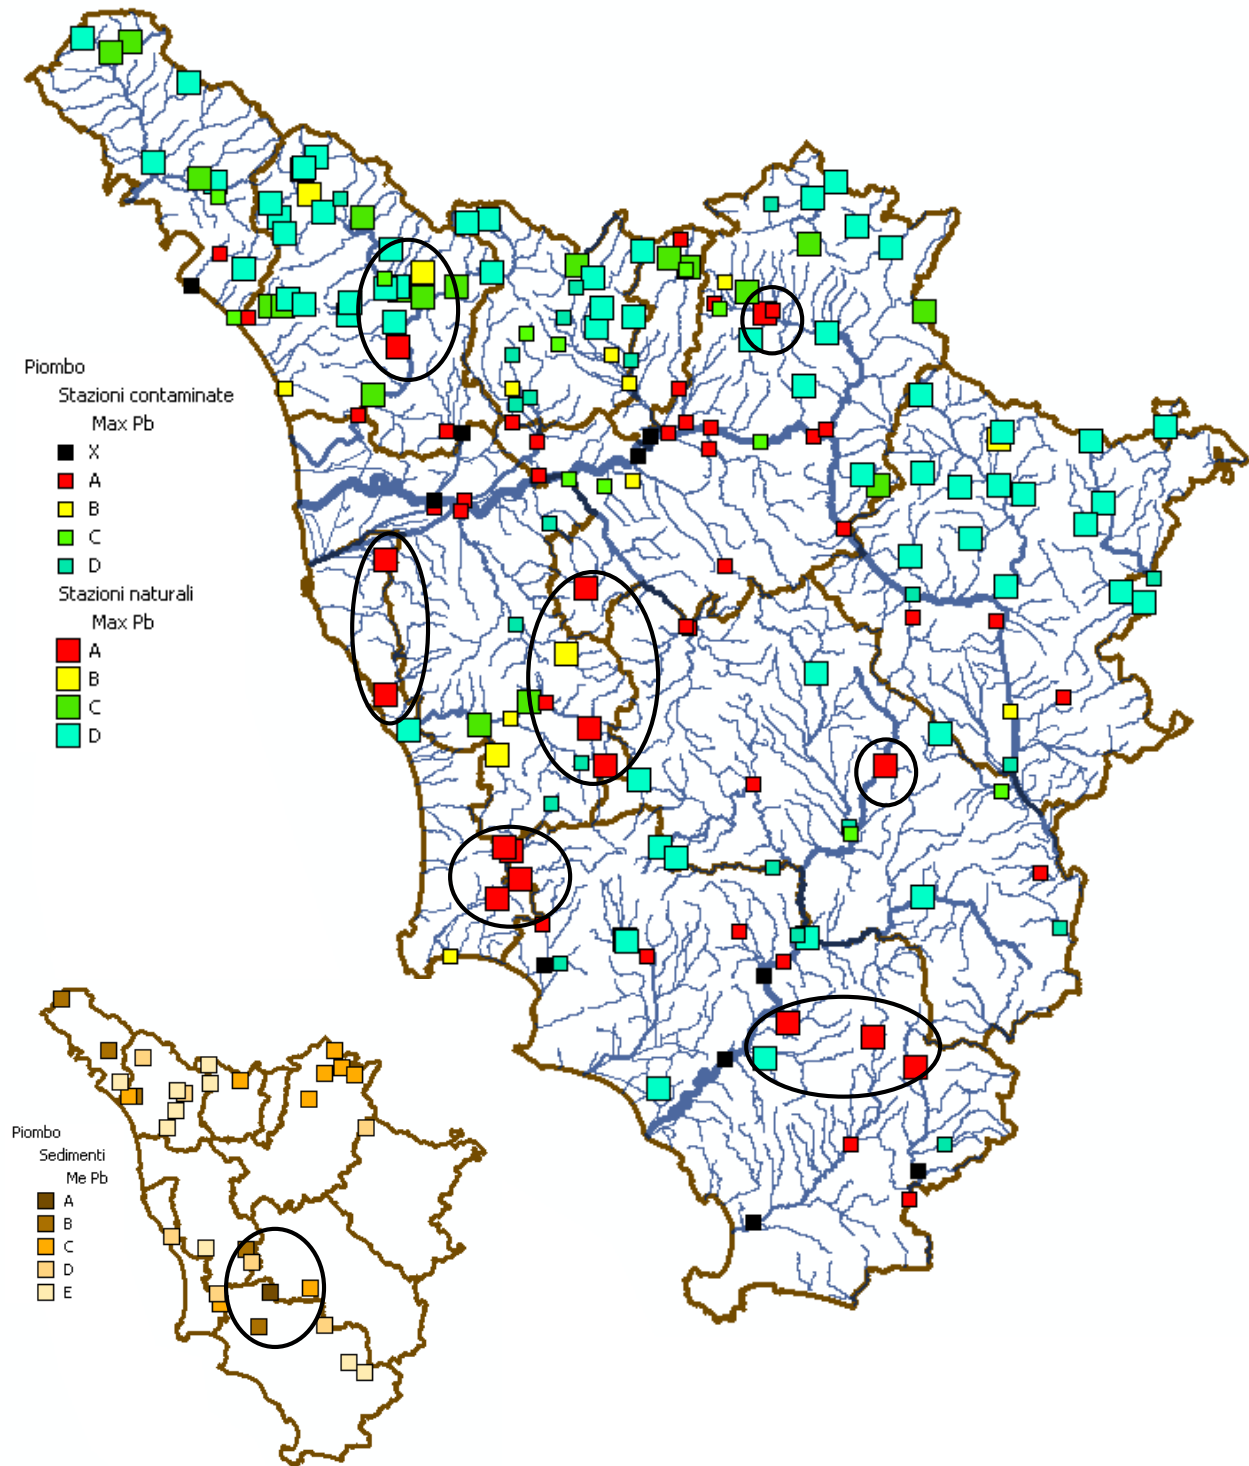 Piombo
Stazioni contaminate
Max Pb
X
A
B
C
D
Stazioni naturali
Max Pb
A
B
C
D
Piombo
Sedimenti
Me Pb
A
B
C
D
E